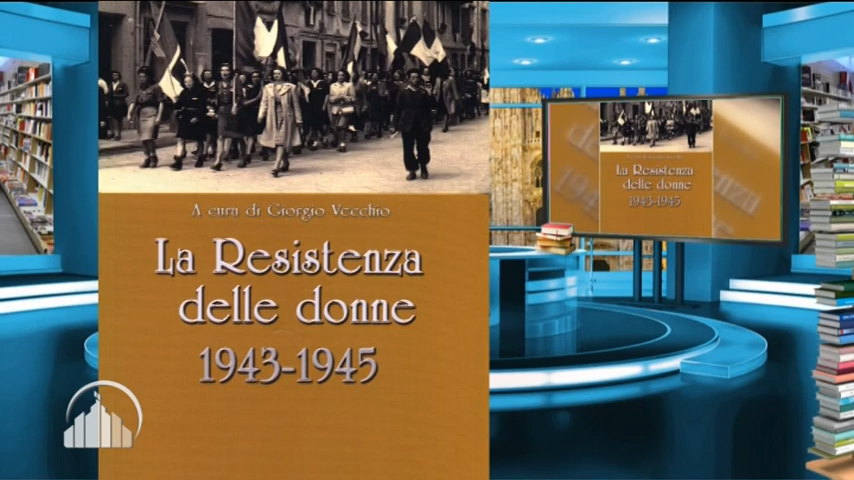 A cura di Giorgio Vecchio
La Resistenza
delle donne
1943-1945
La Resistenza
delle donne
1943-1945